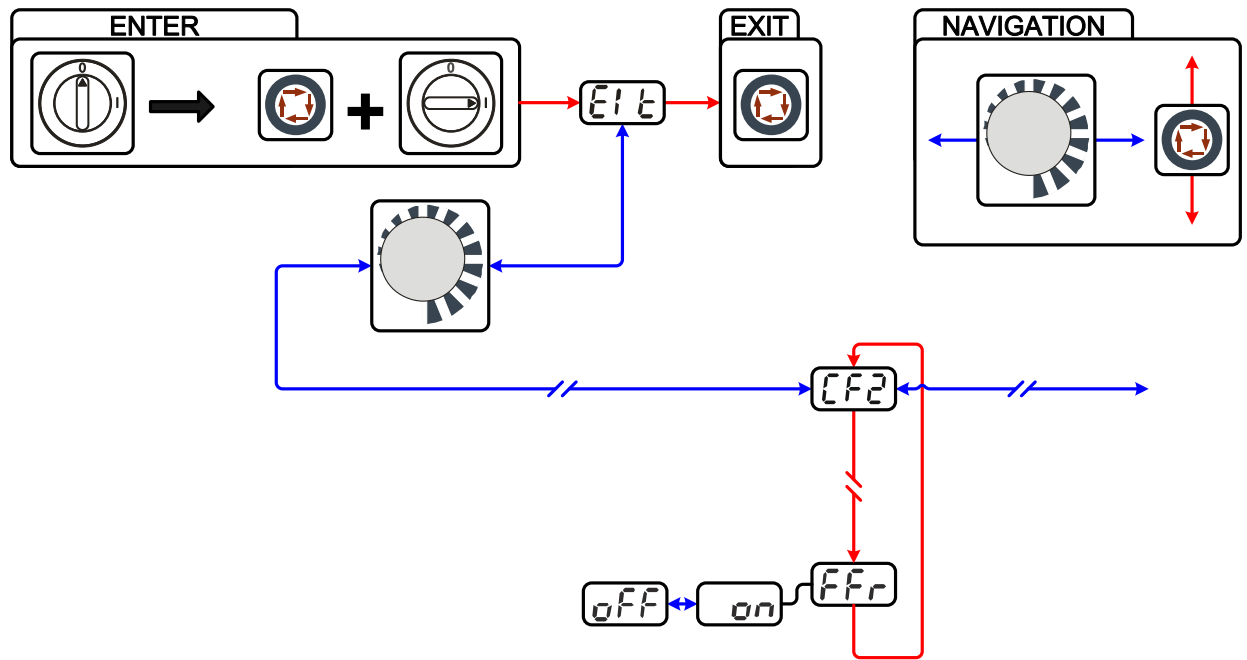 ENTER
EXIT
NAVIGATION
0
I
0
I
EIt
CF2
FFr
oFF
on